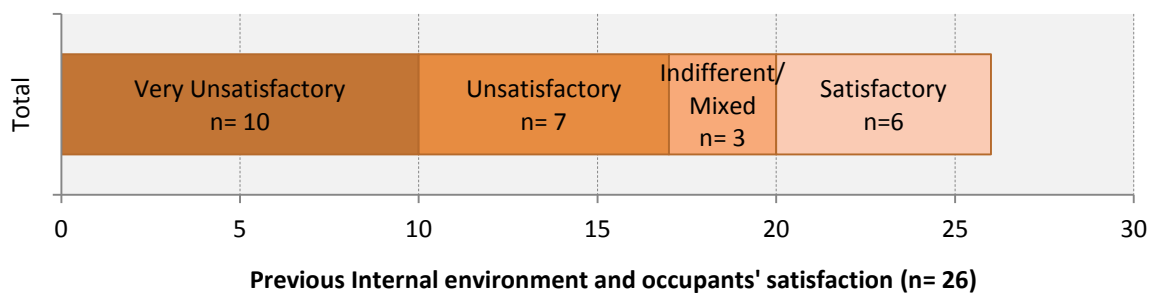 Total
Very Unsatisfactory
n= 10
Unsatisfactory
n= 7
Indifferent/
Mixed
n= 3
Satisfactory
n=6
0 5 10 15 20 25 30
Previous Internal environment and occupants' satisfaction (n= 26)